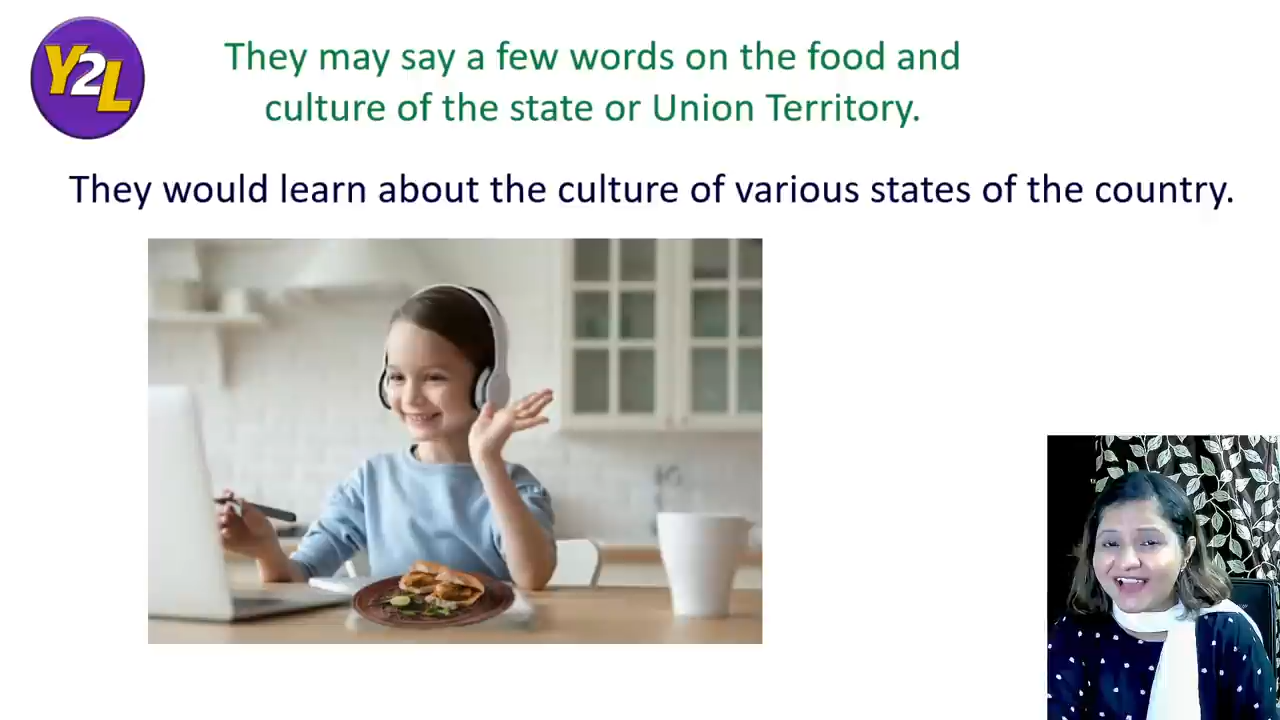 Y2L
They may say a few words on the food and
culture of the state or Union Territory.
They would learn about the culture of various states of the country.